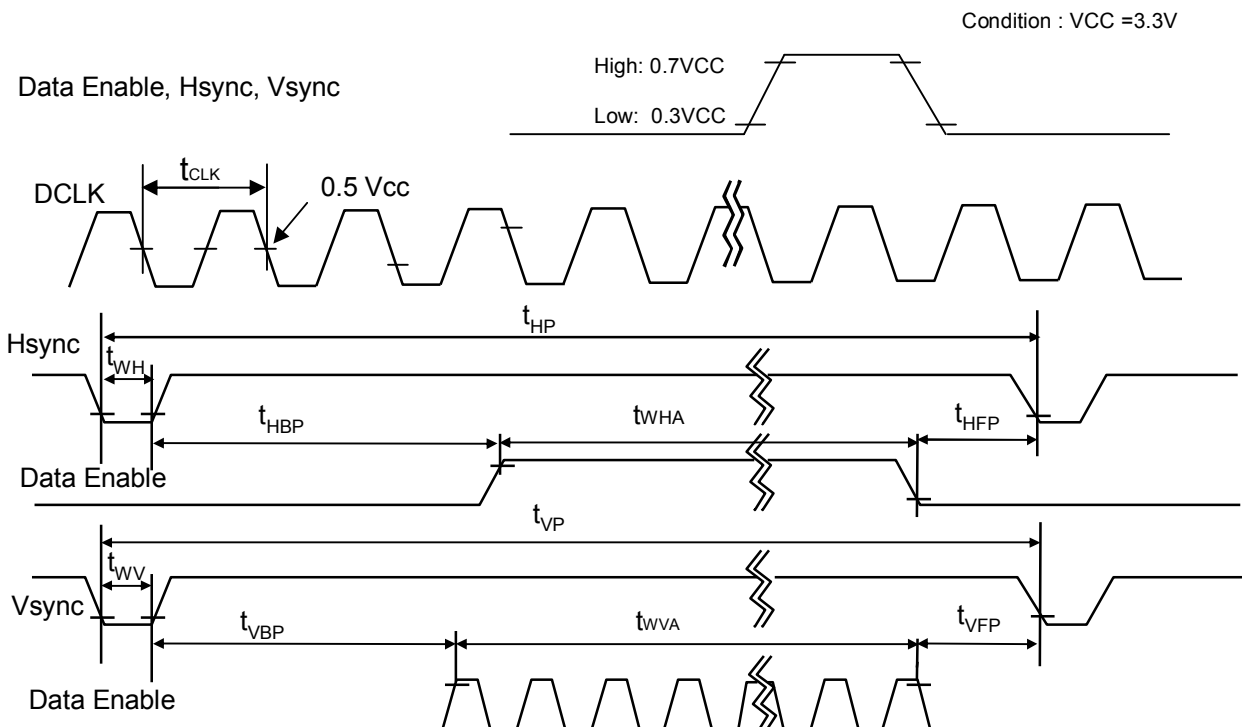 Condition : VCC =3.3V
High: 0.7VCC
Data Enable, Hsync, Vsync
Low: 0.3VCC
tCLK
DCLK
0.5 Vcc
tHP
Hsync
tWH
tHBP
tWHA
tHFP
Data Enable
tVP
tWV
Vsync
tVBP
tWVA
tVFP
Data Enable